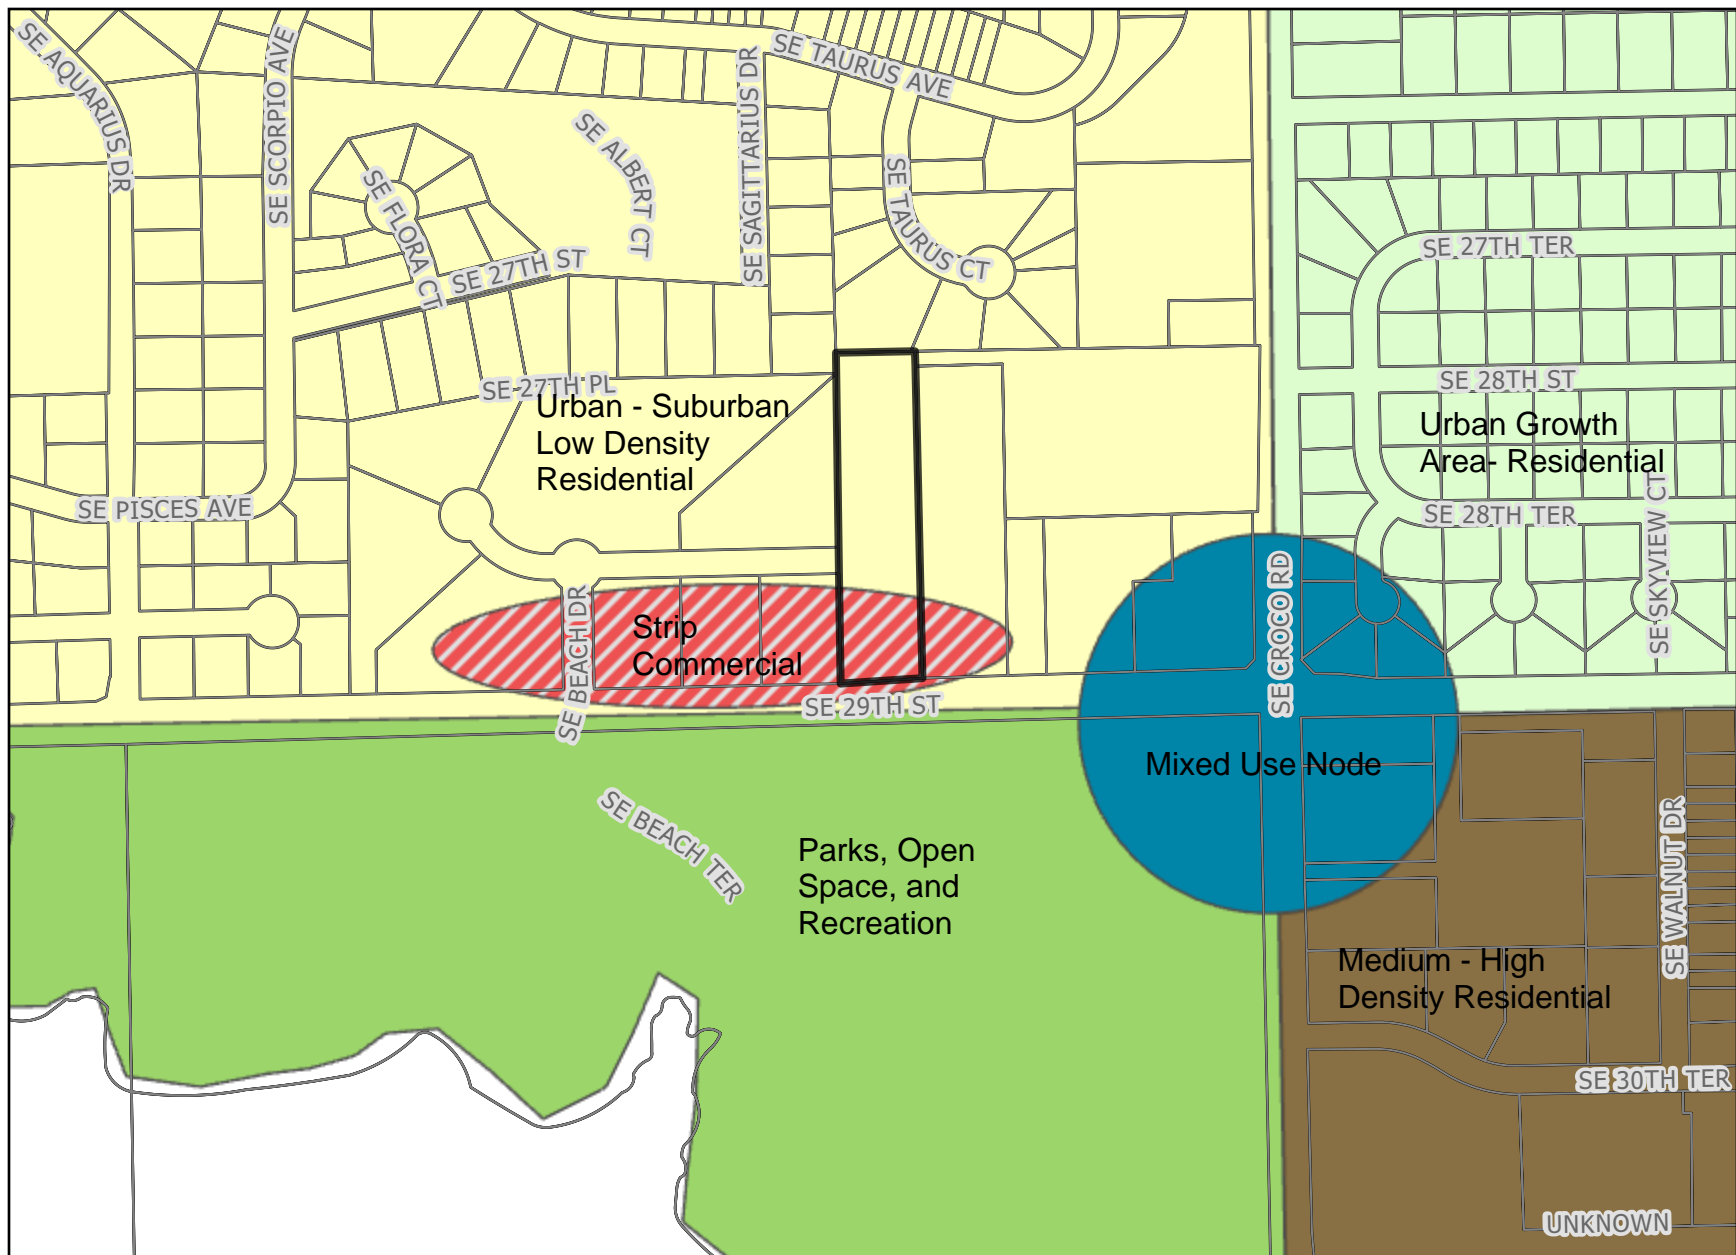 SE AQUARIUS DR
SE SCORPIO AVE
SE TAURUS AVE
SE SAGITTARIUS DR
SE ALBERT CT
SE FLORA CT
SE TAURUS CT
SE 27TH ST
SE 27TH TER
SE 27TH PL
SE 28TH ST
Urban - Suburban
Low Density
Residential
Urban Growth
Area- Residential
SE PISCES AVE
SE 28TH TER
SE SKYVIEW CT
SE BEACH DR
Strip
Commercial
SE CROCO RD
SE 29TH ST
Mixed Use Node
SE BEACH TER
Parks, Open
Space, and
Recreation
SE WALNUT DR
Medium - High
Density Residential
SE 30TH TER
UNKNOWN